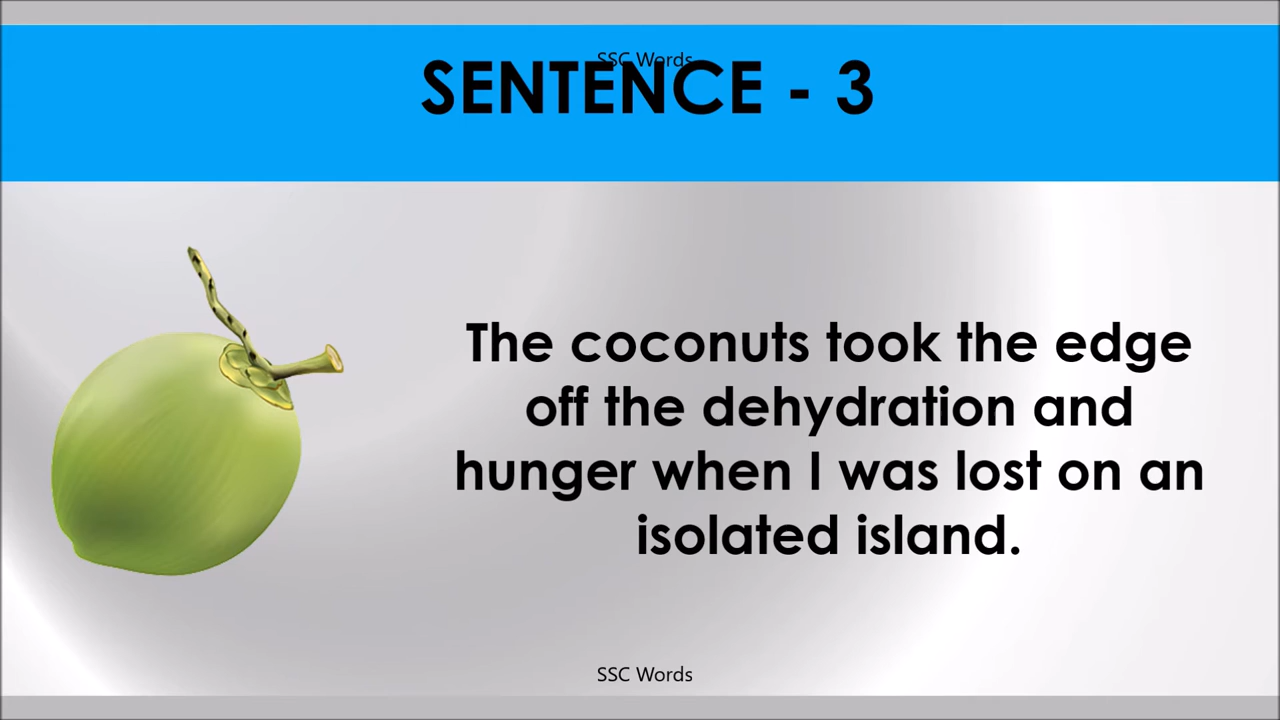 SSC Words
SENTENCE - 3
The coconuts took the edge
off the dehydration and
hunger when I was lost on an
isolated island.
SSC Words